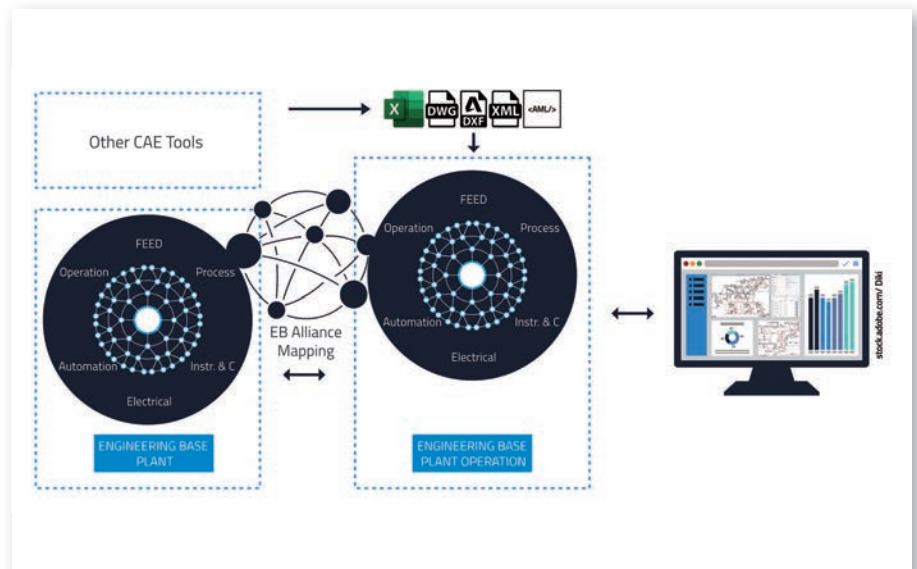 Other CAE Tools
X
DWG
DXF
XML
<AML/>
FEED
Operation
Process
Automation
Instr. & C
Electrical
ENGINEERING BASE
PLANT
EB Alliance
Mapping
FEED
Operation
Process
Automation
Instr. & C
Electrical
ENGINEERING BASE
PLANT OPERATION
stock.adobe.com/ Diki